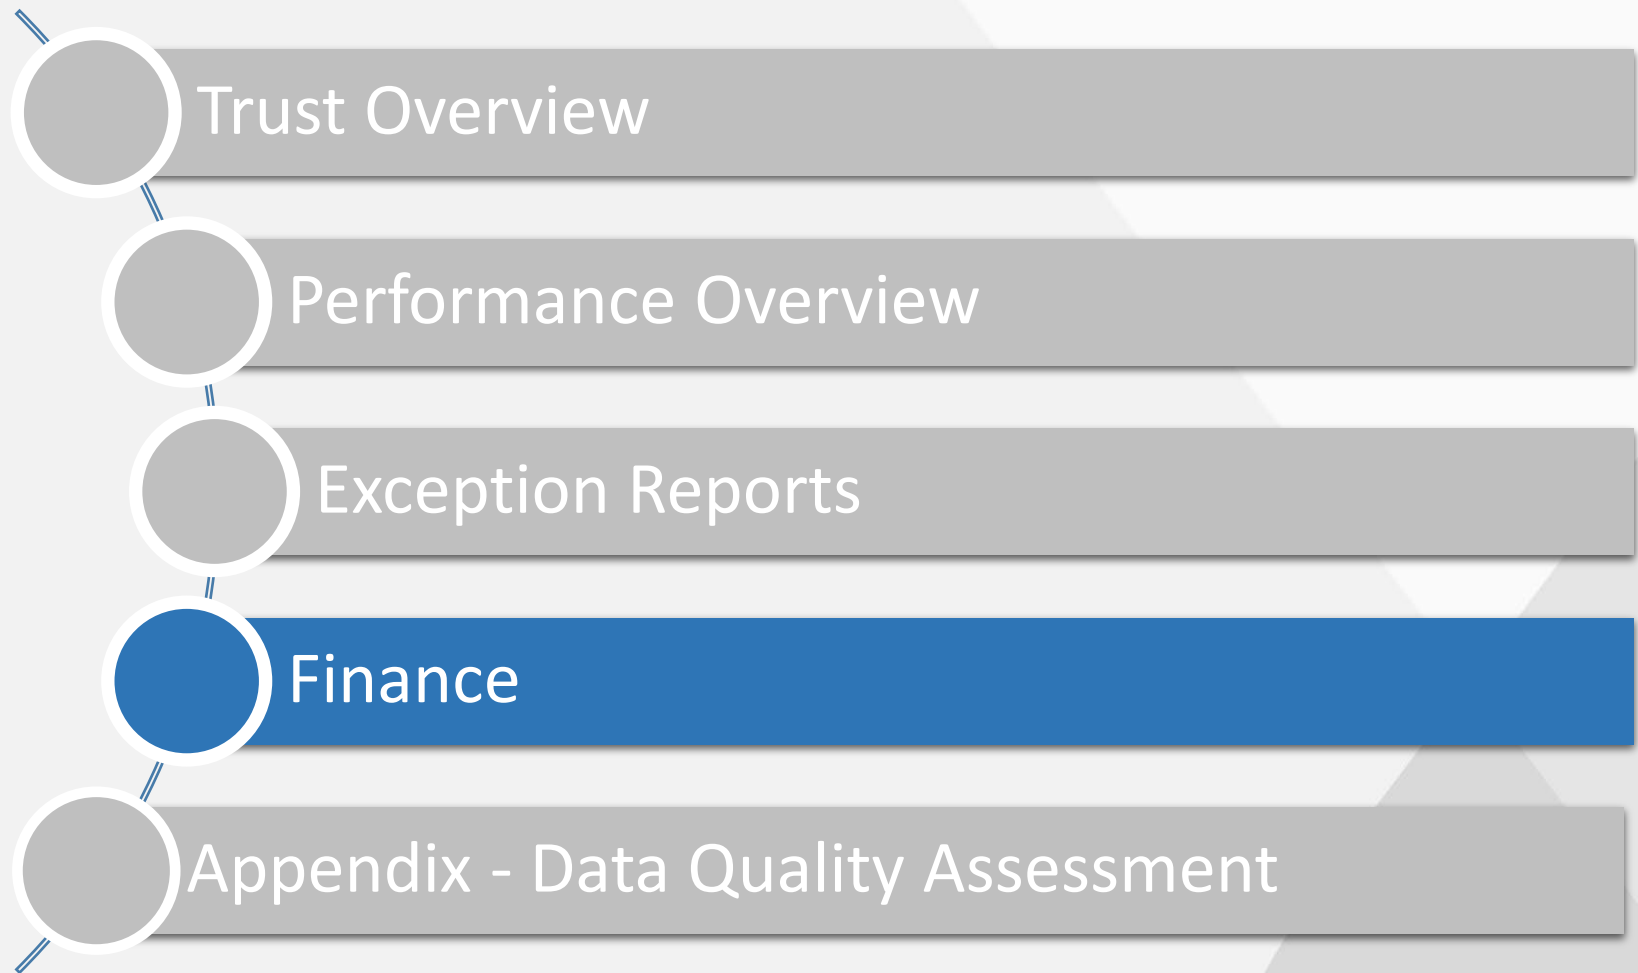 Trust Overview
Performance Overview
Exception Reports
Finance
Appendix - Data Quality Assessment